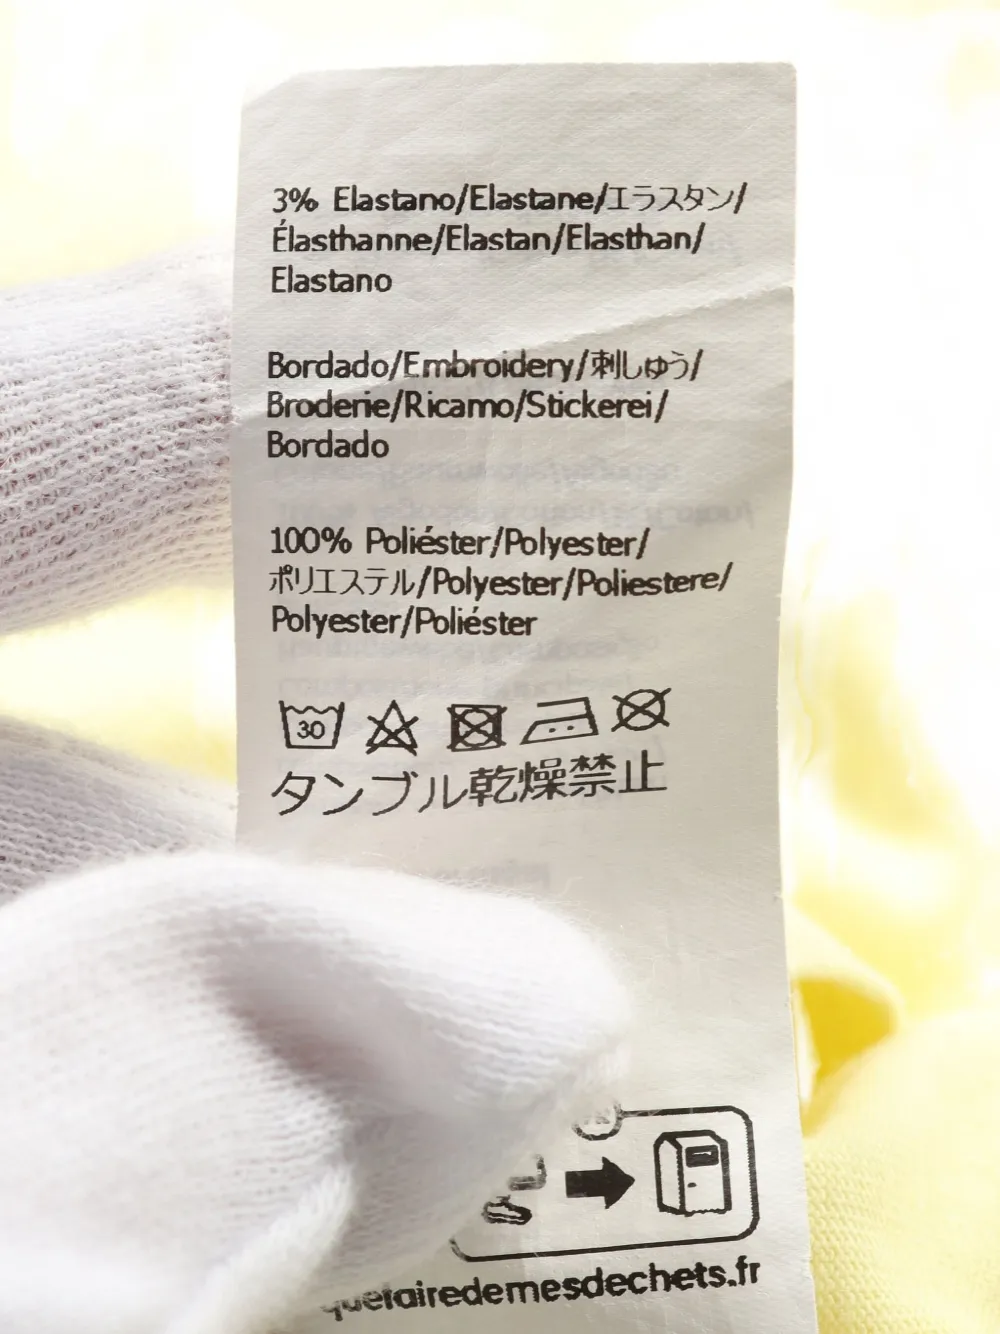 3% Elastano/Elastane/エラスタン/
Élasthanne/Elastan/Elasthan/
Elastano
Bordado/Embroidery/刺しゅう/
Broderie/Ricamo/Stickerei/
Bordado
100% Poliéster/Polyester/
ポリエステル/Polyester/Poliestere/
Polyester/Poliéster
30
タンブル乾燥禁止
quefairedemesdechets.fr